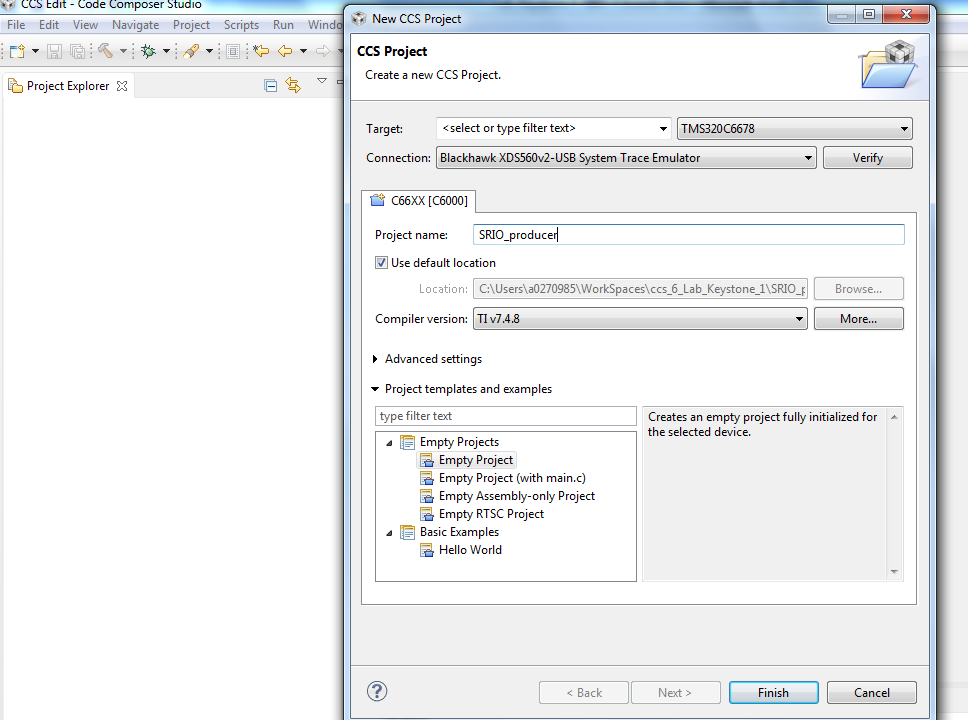 CCS Edit - Code Composer Studio
File Edit View Navigate Project Scripts Run Windo
Project Explorer
New CCS Project
CCS Project
Create a new CCS Project.
Target: <select or type filter text> TMS320C6678
Connection: Blackhawk XDS560v2-USB System Trace Emulator Verify
C66XX [C6000]
Project name: SRIO_producer
Use default location
Location: C:\Users\a0270985\WorkSpaces\ccs_6_Lab_Keystone_1\SRIO_p Browse...
Compiler version: TI v7.4.8 More...
Advanced settings
Project templates and examples
type filter text
Empty Projects
Empty Project
Empty Project (with main.c)
Empty Assembly-only Project
Empty RTSC Project
Basic Examples
Hello World
Creates an empty project fully initialized for
the selected device.
? < Back Next > Finish Cancel